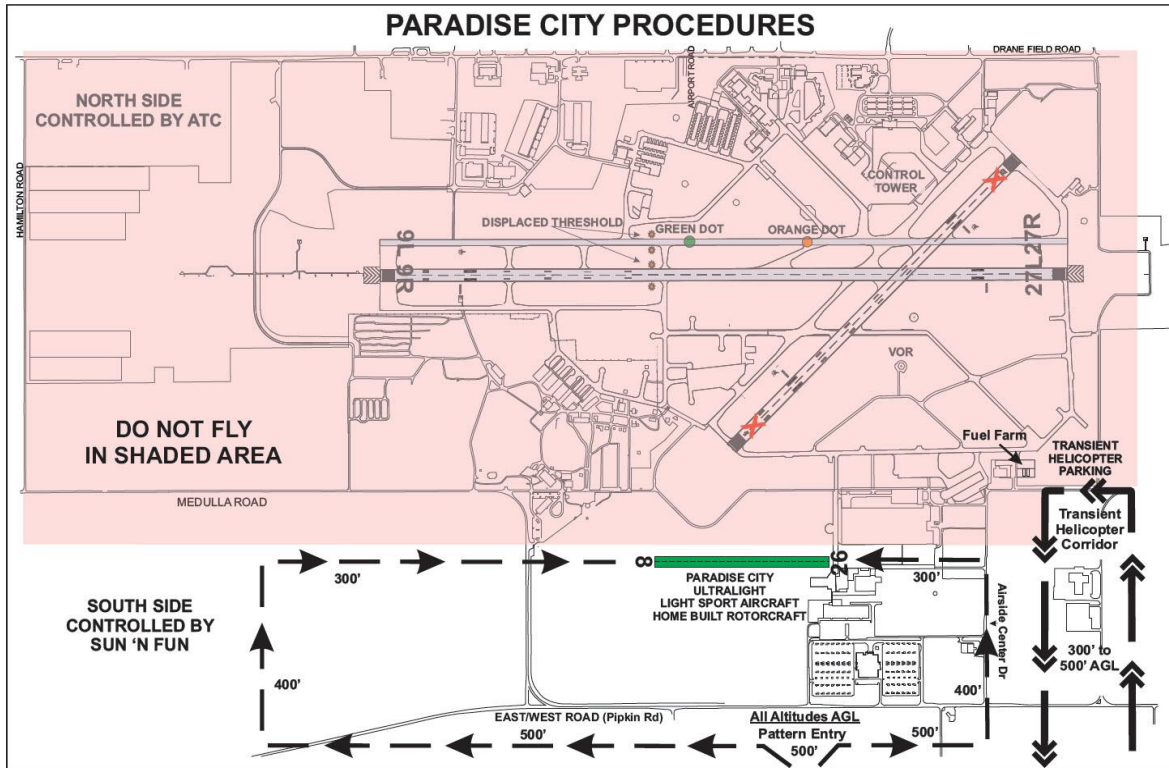 PARADISE CITY PROCEDURES
DRANE FIELD ROAD
AIRPORT ROAD
NORTH SIDE
CONTROLLED BY ATC
HAMILTON ROAD
CONTROL
TOWER
DISPLACED THRESHOLD
GREEN DOT
ORANGE DOT
9L
9R
27R
27L
VOR
DO NOT FLY
IN SHADED AREA
Fuel Farm
TRANSIENT
HELICOPTER
PARKING
MEDULLA ROAD
Transient
Helicopter
Corridor
300'
8
26
300'
PARADISE CITY
ULTRALIGHT
LIGHT SPORT AIRCRAFT
HOME BUILT ROTORCRAFT
SOUTH SIDE
CONTROLLED BY
SUN 'N FUN
Airside Center Dr
300' to
500' AGL
400'
400'
EAST/WEST ROAD (Pipkin Rd)
500'
All Altitudes AGL
Pattern Entry
500'
500'